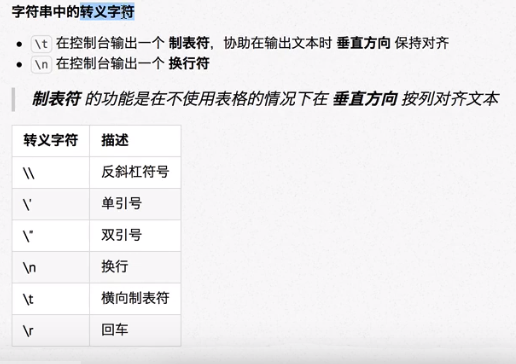 字符串中的转义字符
\t 在控制台输出一个 制表符，协助在输出文本时 垂直方向 保持对齐
\n 在控制台输出一个 换行符
制表符 的功能是在不使用表格的情况下在 垂直方向 按列对齐文本
转义字符 描述
\\ 反斜杠符号
\' 单引号
\" 双引号
\n 换行
\t 横向制表符
\r 回车